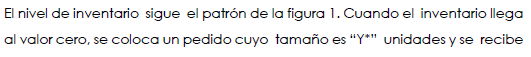 El nivel de inventario sigue el patrón de la figura 1. Cuando el inventario llega
al valor cero, se coloca un pedido cuyo tamaño es “Y*” unidades y se recibe